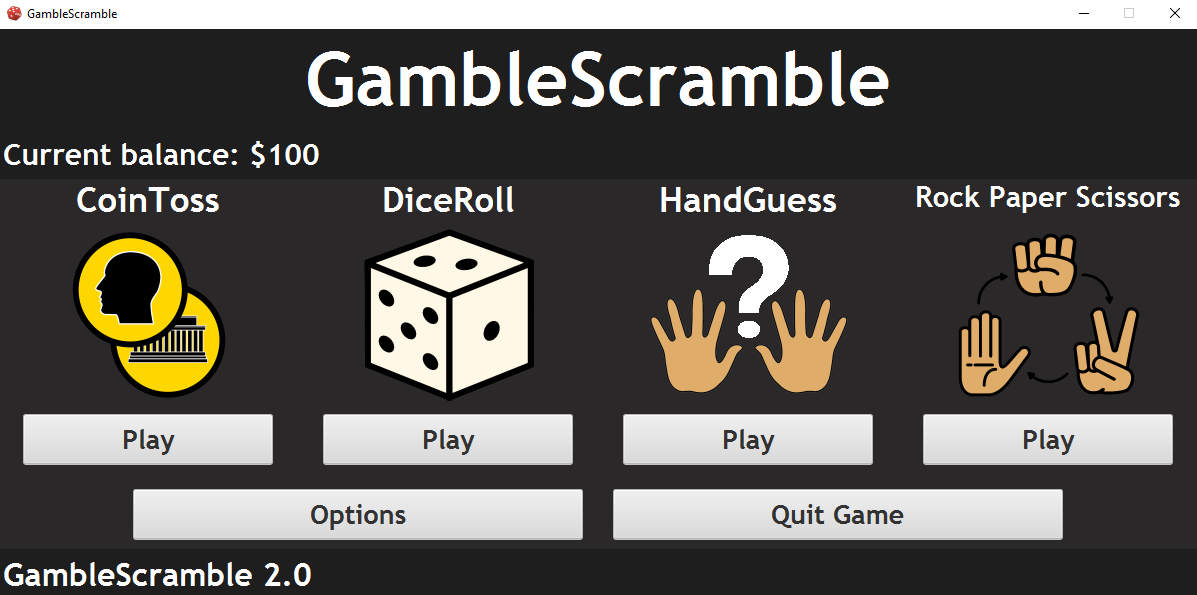 GambleScramble
GambleScramble
Current balance: $100
CoinToss
DiceRoll
HandGuess
Rock Paper Scissors
?
Play
Play
Play
Play
Options
Quit Game
GambleScramble 2.0